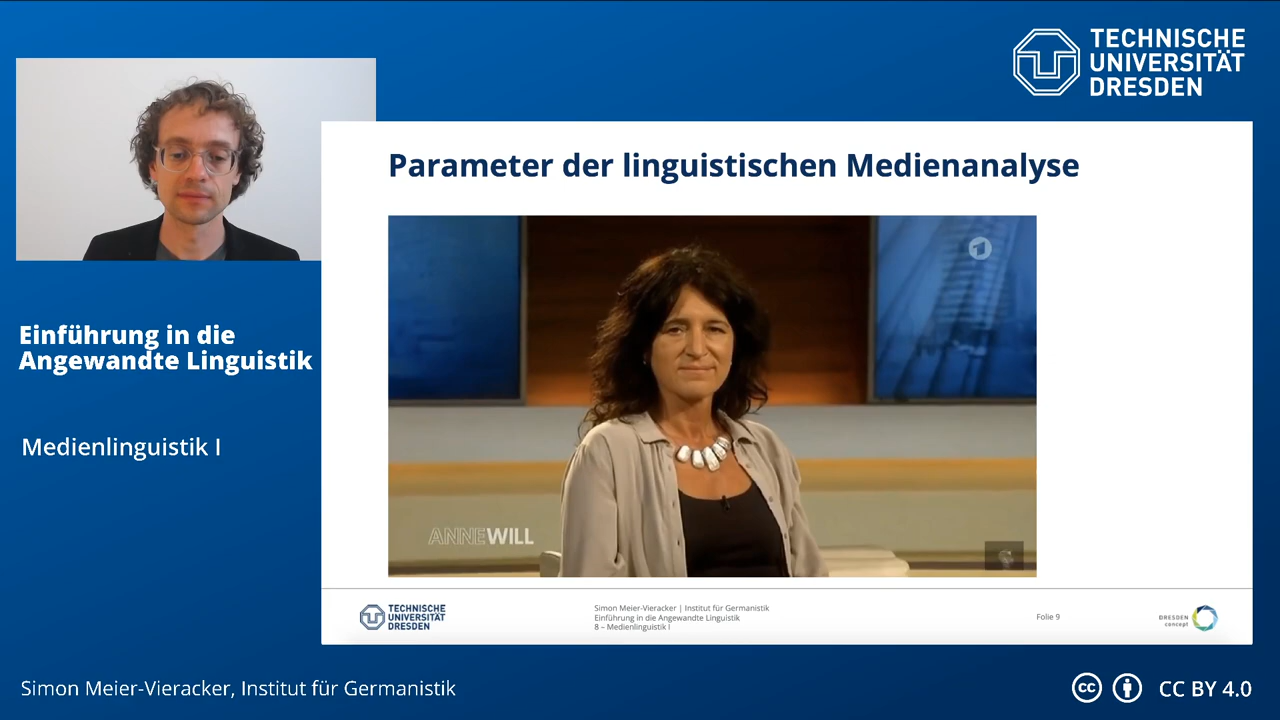 TECHNISCHE
UNIVERSITÄT
DRESDEN
Parameter der linguistischen Medienanalyse
Einführung in die
Angewandte Linguistik
Medienlinguistik I
ANNEWILL
TECHNISCHE
UNIVERSITÄT
DRESDEN
Simon Meier-Vieracker | Institut für Germanistik
Einführung in die Angewandte Linguistik
8 – Medienlinguistik I
Folie 9
DRESDEN
concept
Simon Meier-Vieracker, Institut für Germanistik
cc
CC BY 4.0